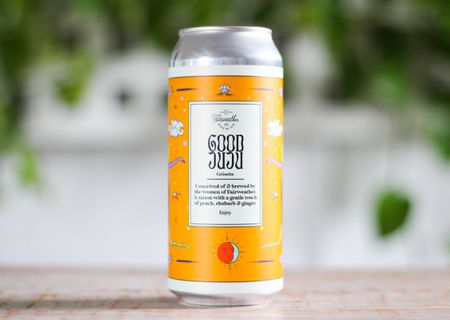 Fairweather
GOOD
JUJU
Grisette
Conceived of & brewed by
the women of Fairweather.
A saison with a gentle touch
of peach, rhubarb & ginger.
Enjoy.